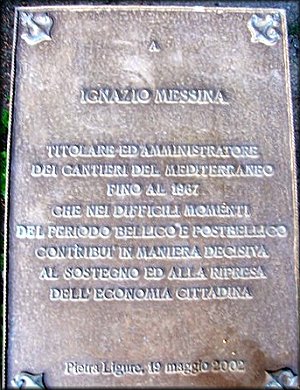 A
IGNAZIO MESSINA
TITOLARE ED AMMINISTRATORE
DEI CANTIERI DEL MEDITERRANEO
FINO AL 1967
CHE NEI DIFFICILI MOMENTI
DEL PERIODO BELLICO E POSTBELLICO
CONTRIBUI' IN MANIERA DECISIVA
AL SOSTEGNO ED ALLA RIPRESA
DELL'ECONOMIA CITTADINA
Pietra Ligure, 19 maggio 2002